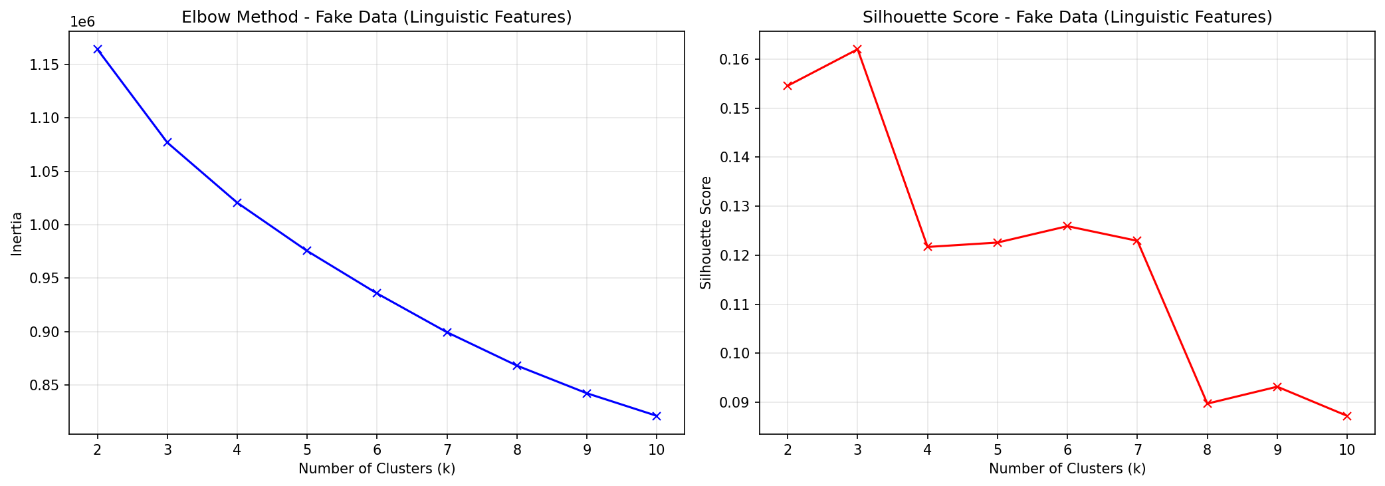 Elbow Method - Fake Data (Linguistic Features)
1e6
1.15
1.10
1.05
1.00
0.95
0.90
0.85
Inertia
2 3 4 5 6 7 8 9 10
Number of Clusters (k)
Silhouette Score - Fake Data (Linguistic Features)
0.16
0.15
0.14
0.13
0.12
0.11
0.10
0.09
Silhouette Score
2 3 4 5 6 7 8 9 10
Number of Clusters (k)